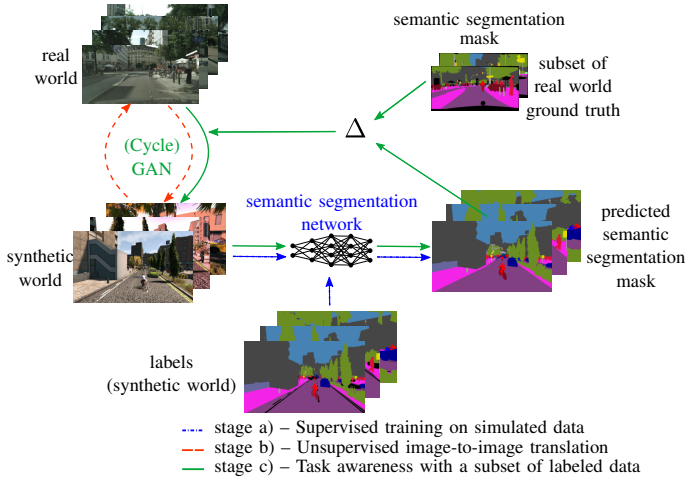 semantic segmentation
mask
real
world
subset of
real world
ground truth
Δ
(Cycle)
GAN
semantic segmentation
network
synthetic
world
predicted
semantic
segmentation
mask
labels
(synthetic world)
stage a) – Supervised training on simulated data
stage b) – Unsupervised image-to-image translation
stage c) – Task awareness with a subset of labeled data